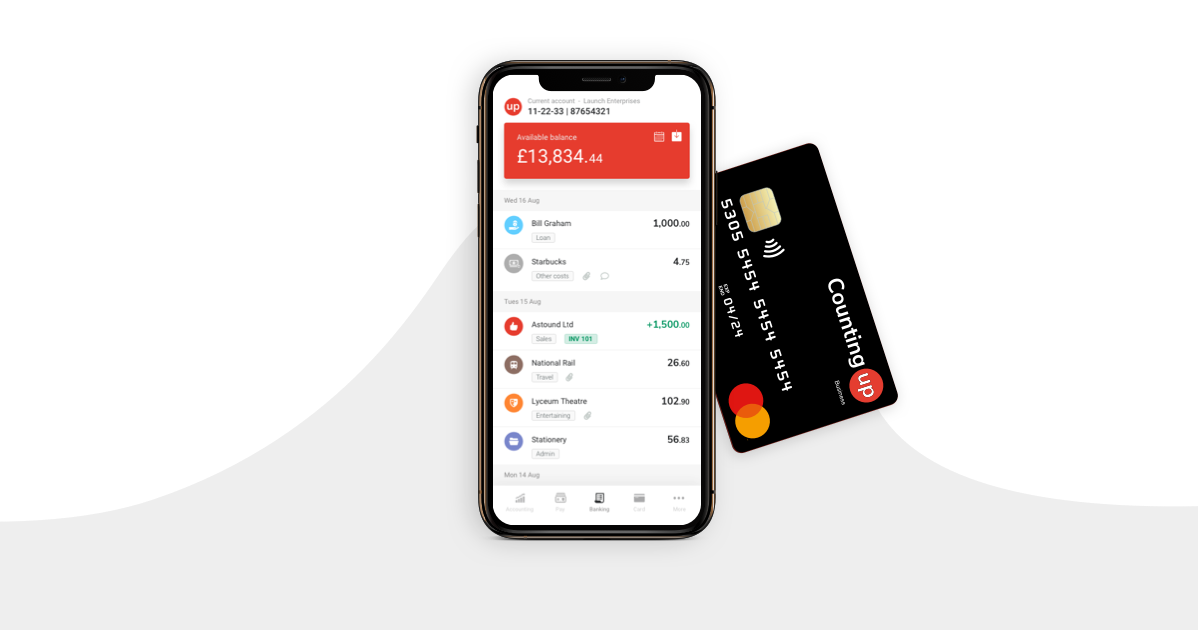 up
Current account - Launch Enterprises
11-22-33 | 87654321
Available balance
£13,834.44
Wed 16 Aug
Bill Graham
1,000.00
Loan
Starbucks
4.75
Other costs
Tues 15 Aug
Astound Ltd
+1,500.00
Sales
INV 101
National Rail
26.60
Travel
Lyceum Theatre
102.90
Entertaining
Stationery
56.83
Admin
Mon 14 Aug
Accounting
Pay
Banking
Card
More
5305 5454 5454 5454
EXP
END
04/24
Counting up
Business